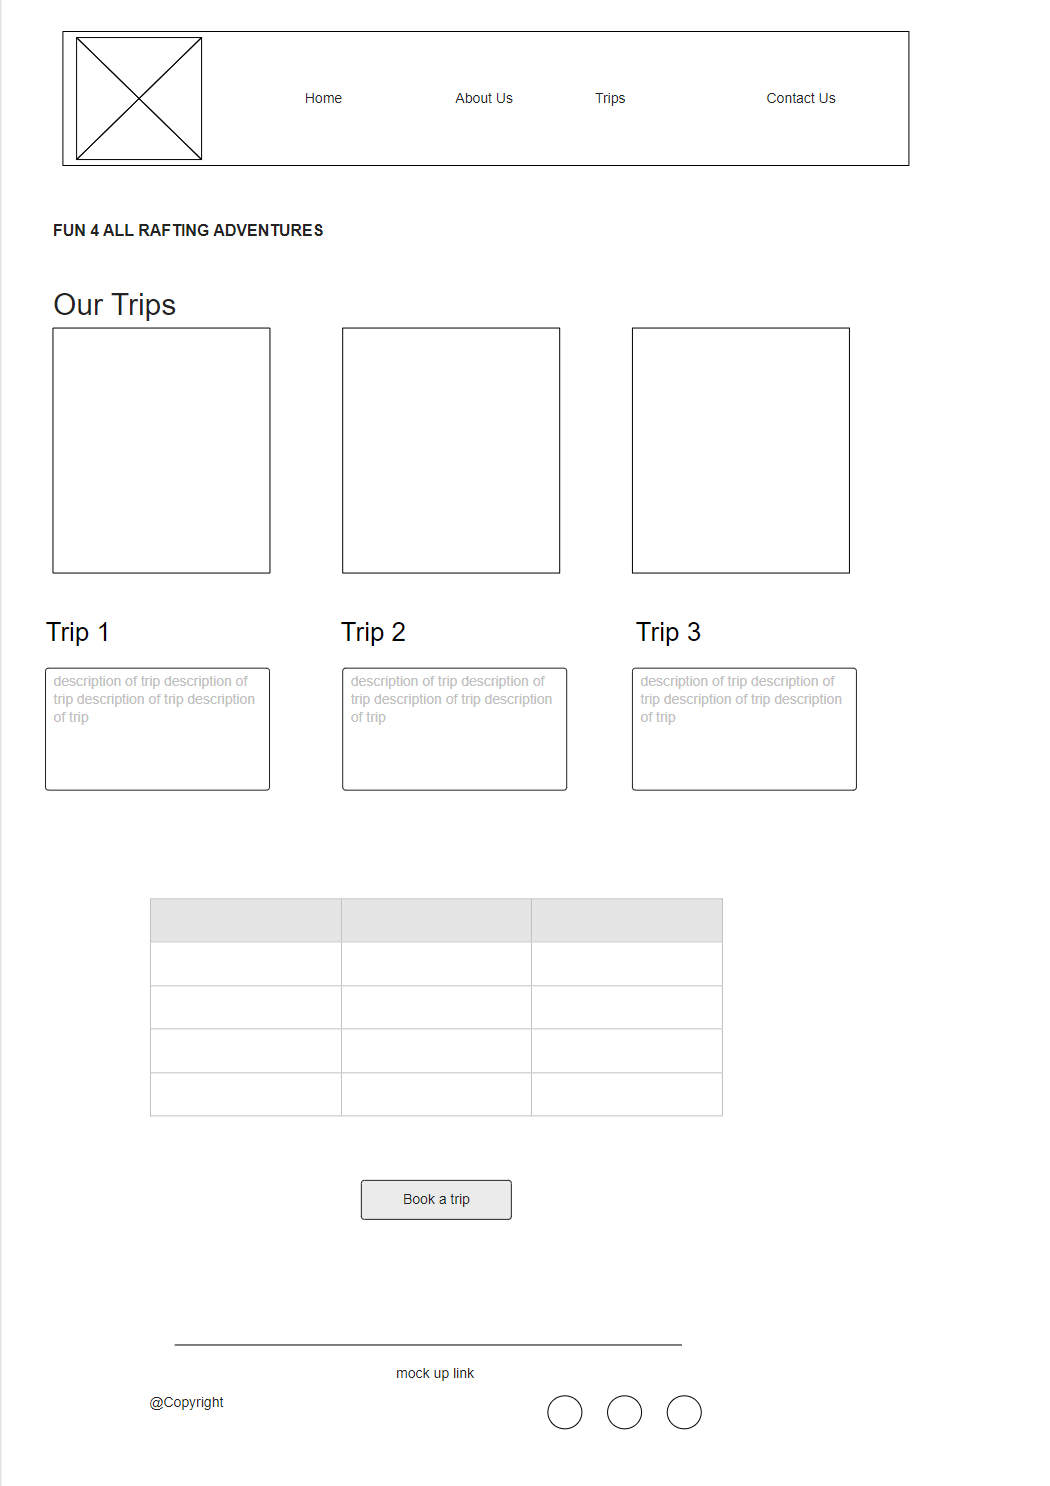 Home
About Us
Trips
Contact Us
FUN 4 ALL RAFTING ADVENTURES
Our Trips
Trip 1
Trip 2
Trip 3
description of trip description of
trip description of trip description
of trip
description of trip description of
trip description of trip description
of trip
description of trip description of
trip description of trip description
of trip
Book a trip
mock up link
@Copyright